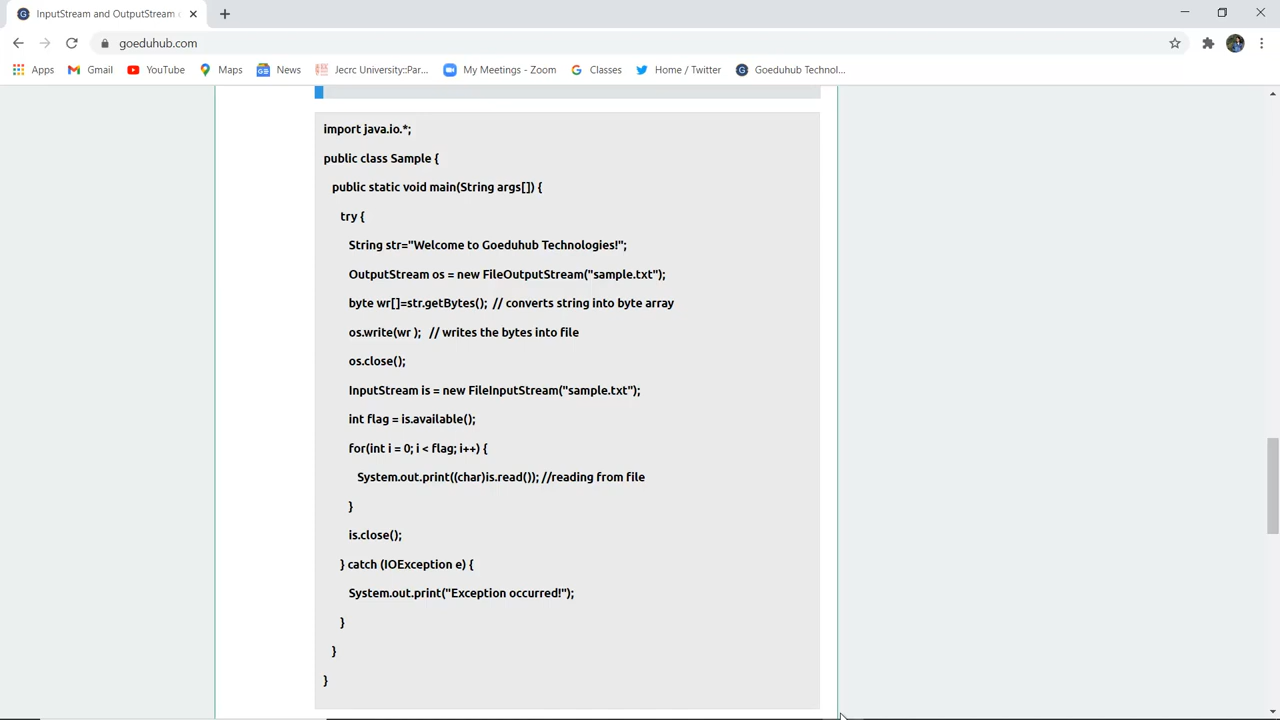 InputStream and OutputStream (
goeduhub.com
Apps
Gmail
YouTube
Maps
News
Jecrc University::Par...
My Meetings - Zoom
Classes
Home / Twitter
Goeduhub Technol...
import java.io.*;
public class Sample {
public static void main(String args[]) {
try {
String str="Welcome to Goeduhub Technologies!";
OutputStream os = new FileOutputStream("sample.txt");
byte wr[]=str.getBytes(); // converts string into byte array
os.write(wr ); // writes the bytes into file
os.close();
InputStream is = new FileInputStream("sample.txt");
int flag = is.available();
for(int i = 0; i < flag; i++) {
System.out.print((char)is.read()); //reading from file
}
is.close();
} catch (IOException e) {
System.out.print("Exception occurred!");
}
}
}